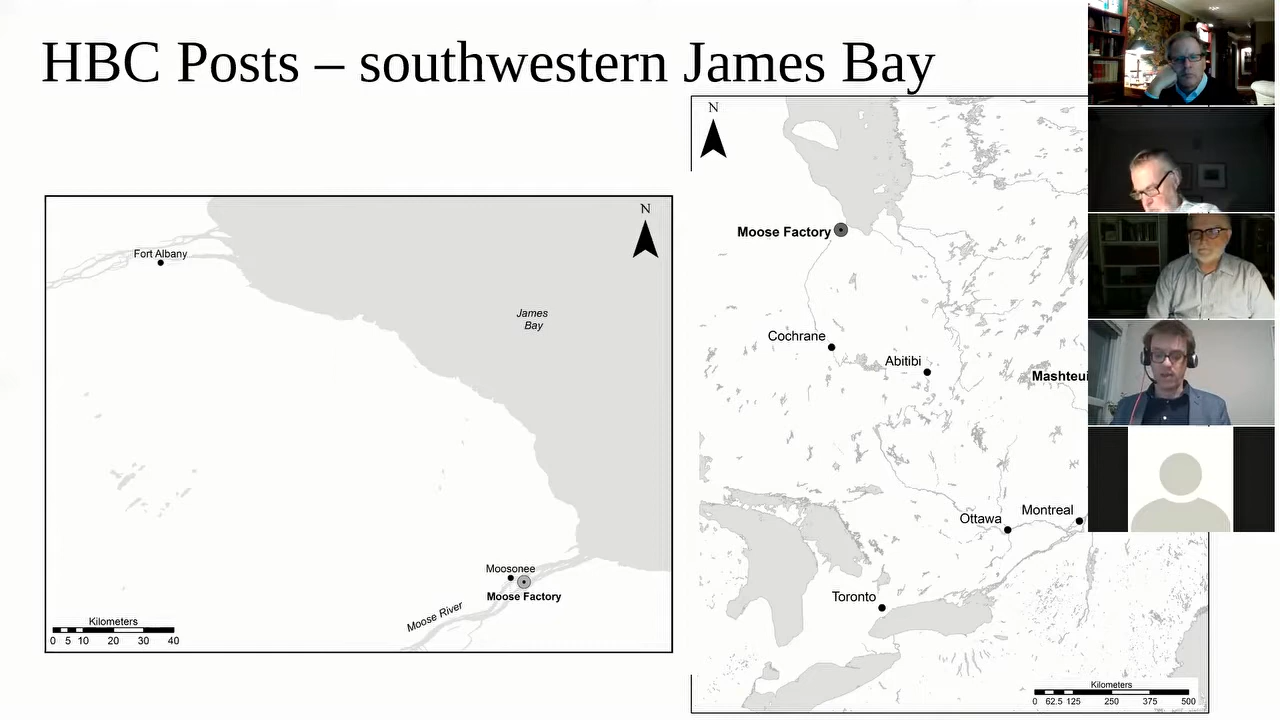 HBC Posts – southwestern James Bay
N
Fort Albany
James
Bay
Moosonee
Moose Factory
Moose River
Kilometers
0 5 10 20 30 40
N
Moose Factory
Cochrane
Abitibi
Mashteui
Ottawa
Montreal
Toronto
Kilometers
0 62.5 125 250 375 500